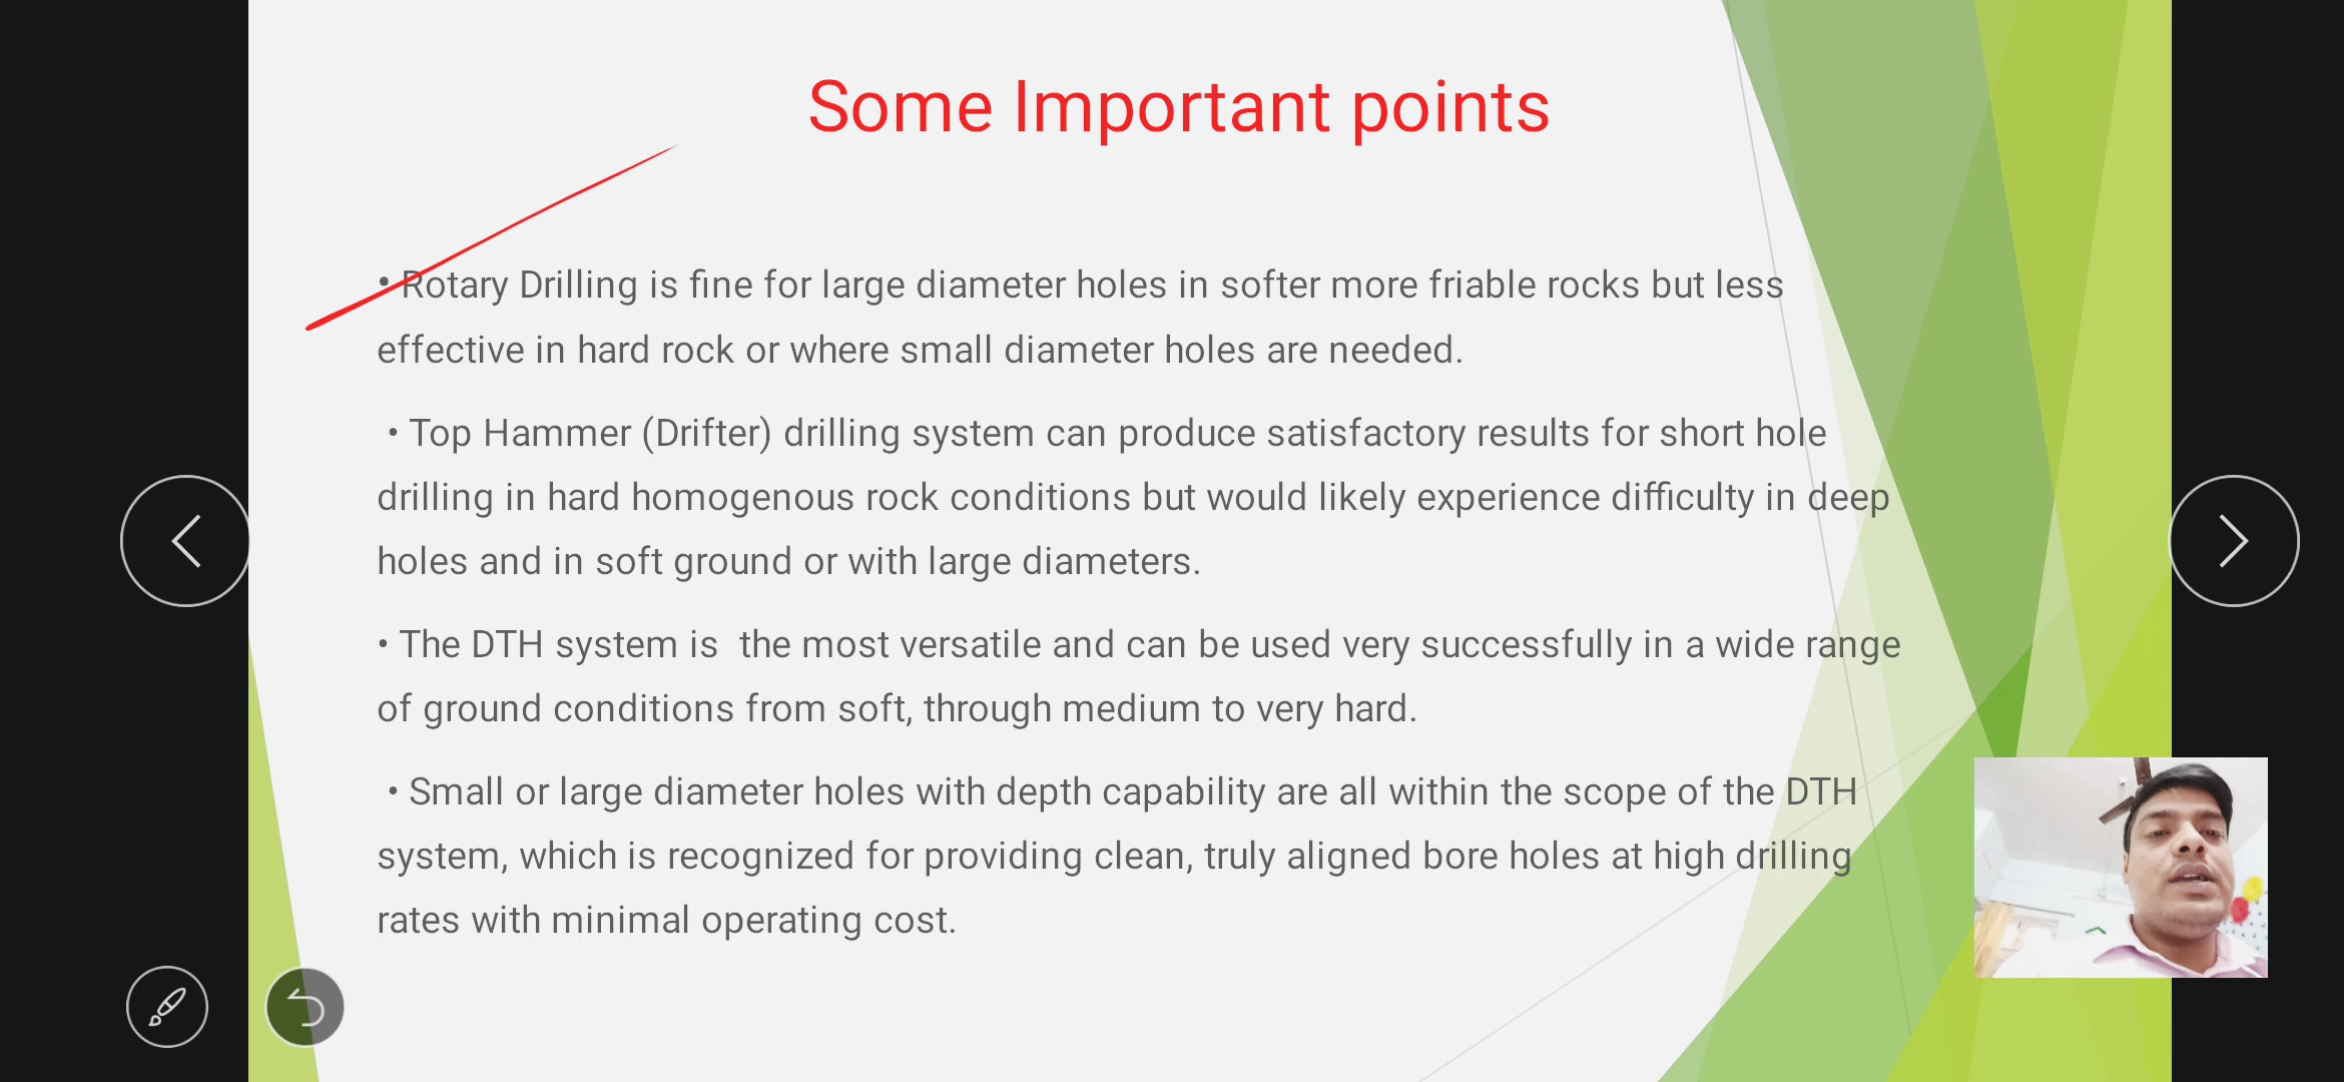 Some Important points
• Rotary Drilling is fine for large diameter holes in softer more friable rocks but less
effective in hard rock or where small diameter holes are needed.
• Top Hammer (Drifter) drilling system can produce satisfactory results for short hole
drilling in hard homogenous rock conditions but would likely experience difficulty in deep
holes and in soft ground or with large diameters.
• The DTH system is  the most versatile and can be used very successfully in a wide range
of ground conditions from soft, through medium to very hard.
• Small or large diameter holes with depth capability are all within the scope of the DTH
system, which is recognized for providing clean, truly aligned bore holes at high drilling
rates with minimal operating cost.